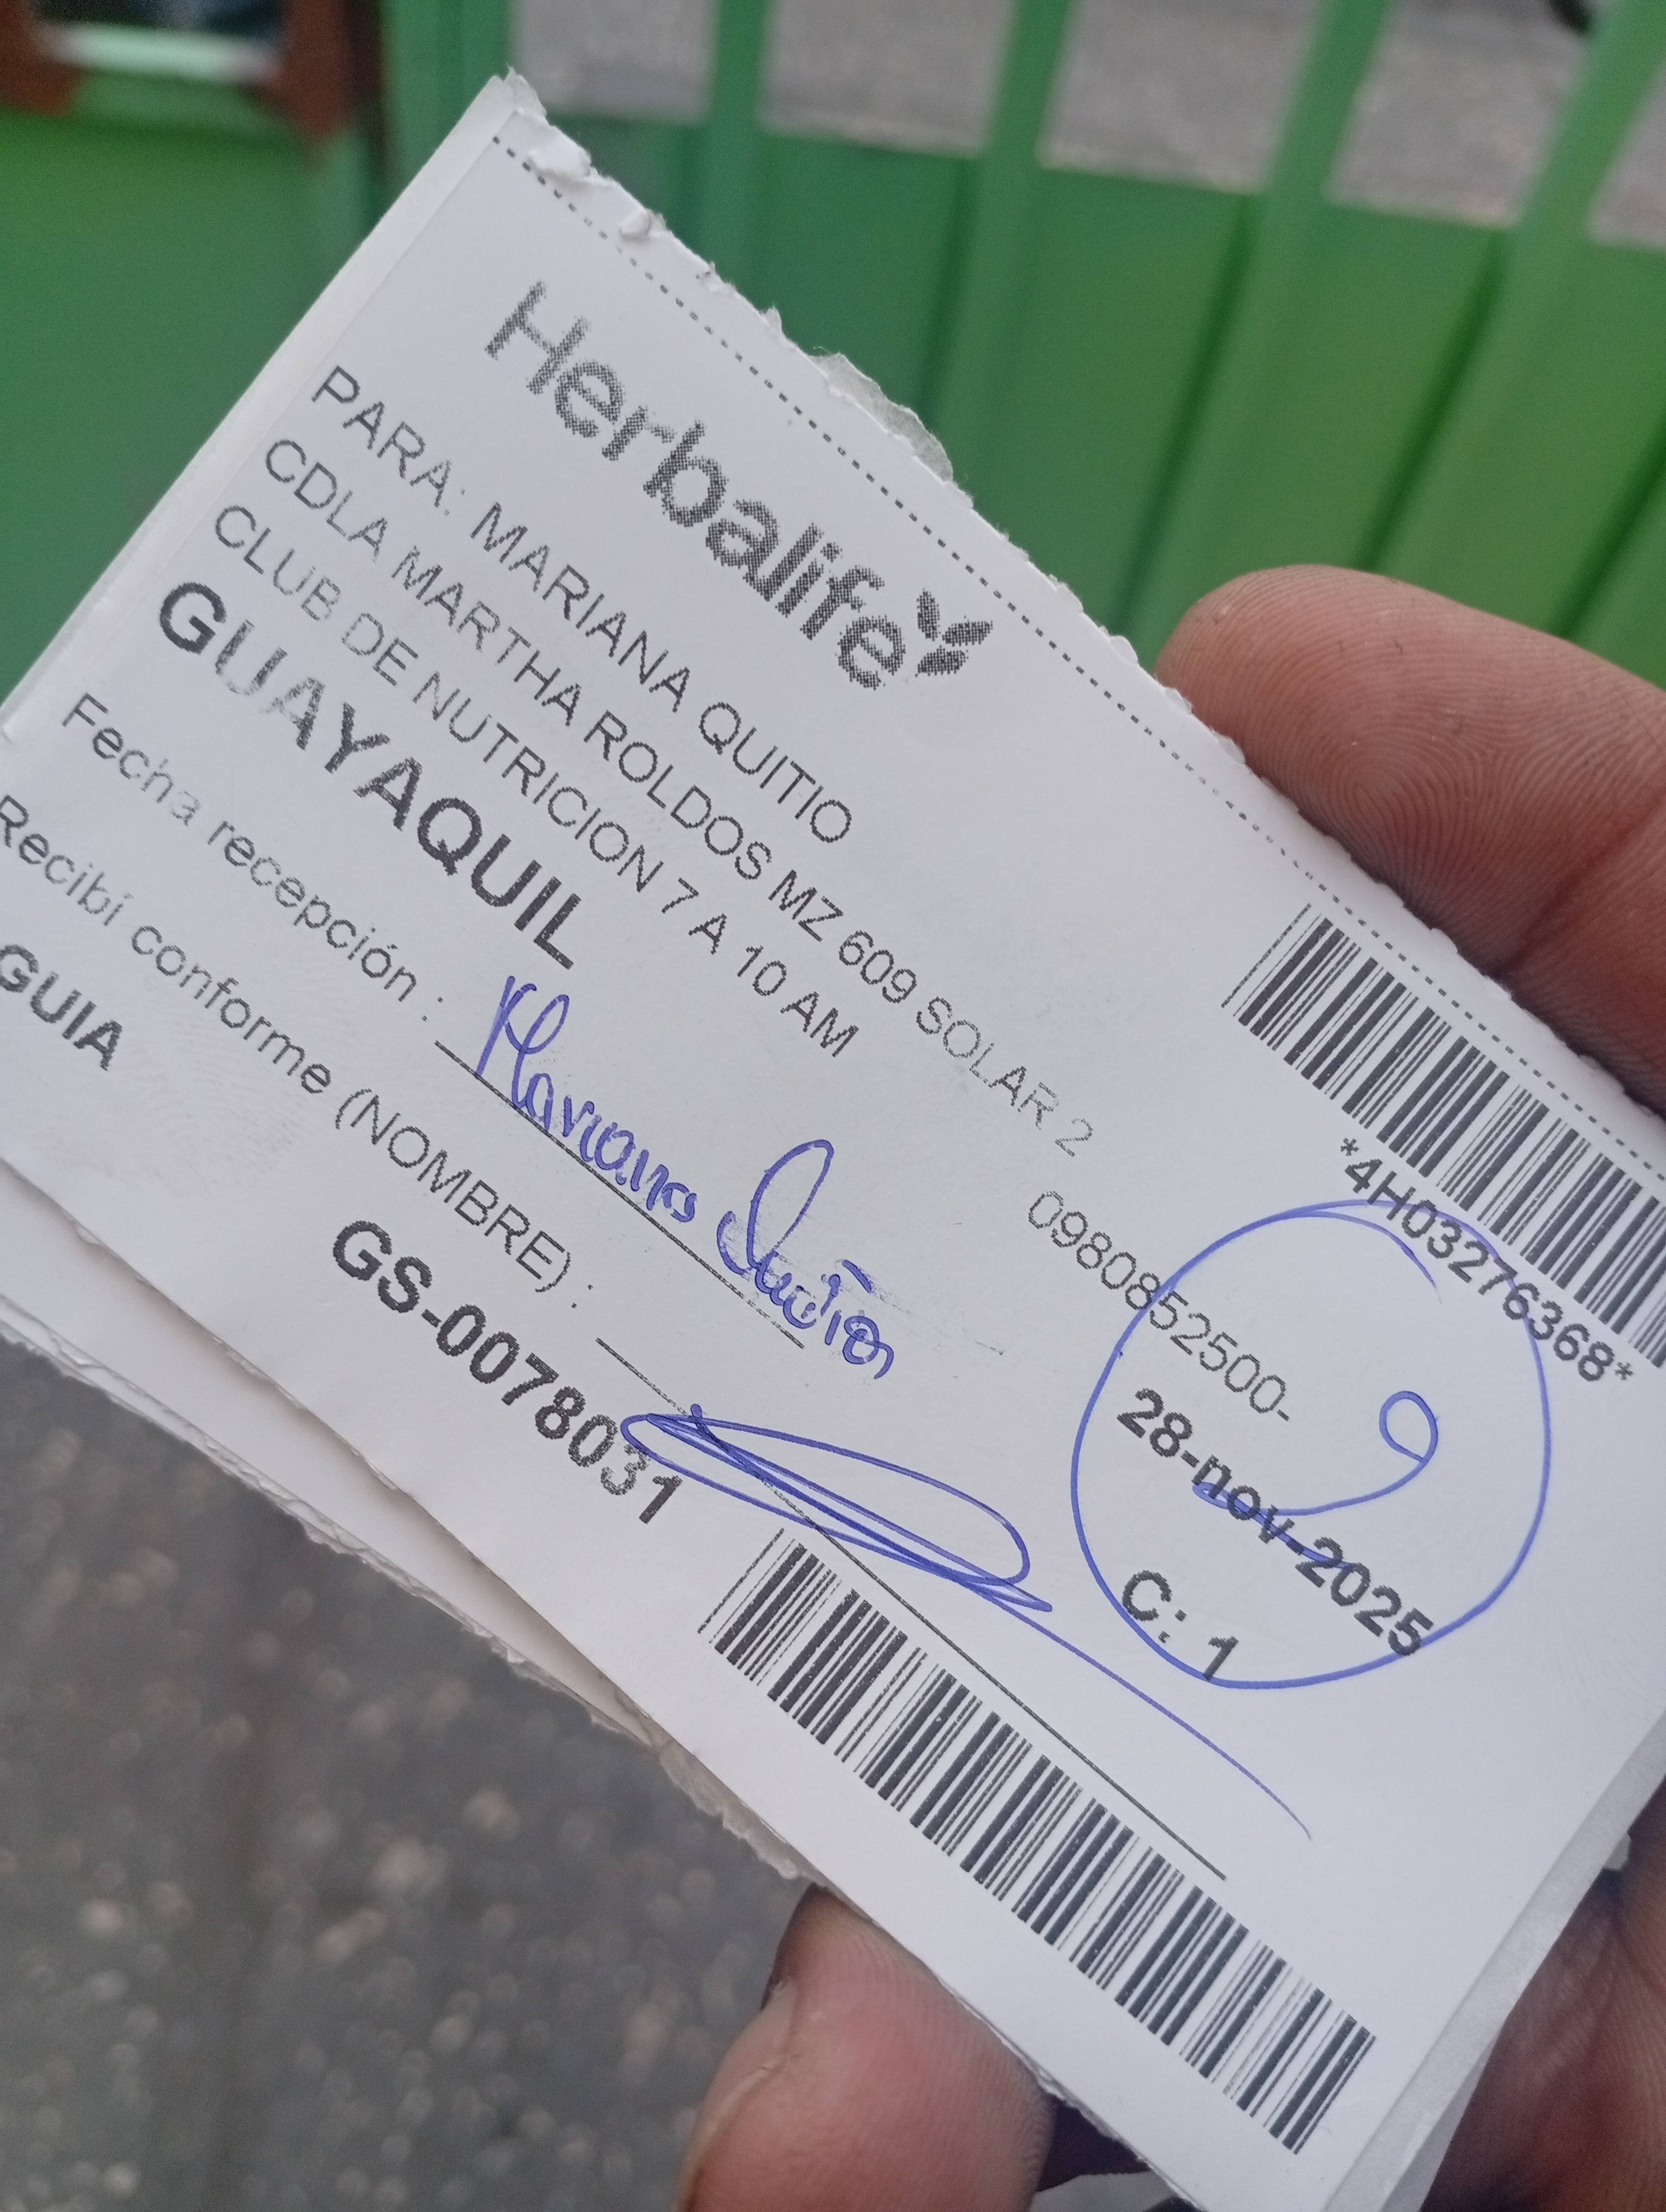 Herbalife
*4H03276368*
PARA: MARIANA QUITIO
CDLA MARTHA ROLDOS MZ 609 SOLAR 2
CLUB DE NUTRICION 7 A 10 AM
0980852500-
GUAYAQUIL
28-nov-2025
Fecha recepción : Mariana Quitio
C: 1
Recibí conforme (NOMBRE) :
GUIA GS-0078031